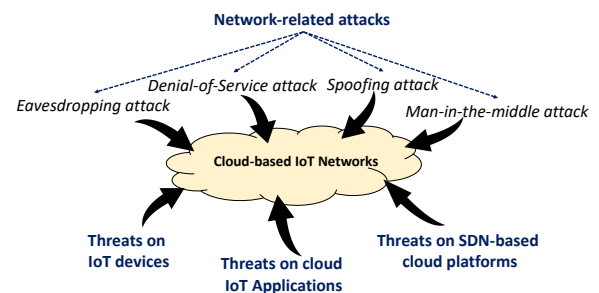 Network-related attacks
Denial-of-Service attack
Spoofing attack
Eavesdropping attack
Man-in-the-middle attack
Cloud-based IoT Networks
Threats on
IoT devices
Threats on cloud
IoT Applications
Threats on SDN-based
cloud platforms